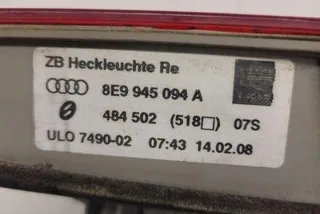 ZB Heckleuchte Re
8E9 945 094 A
484 502 (518□) 07S
ULO 7490-02 07:43 14.02.08